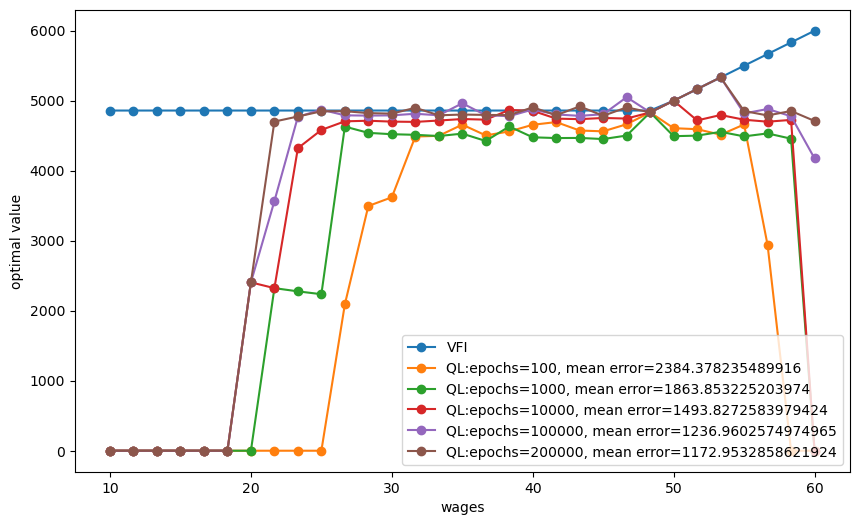 optimal value
6000
5000
4000
3000
2000
1000
0
VFI
QL:epochs=100, mean error=2384.378235489916
QL:epochs=1000, mean error=1863.853225203974
QL:epochs=10000, mean error=1493.8272583979424
QL:epochs=100000, mean error=1236.9602574974965
QL:epochs=200000, mean error=1172.9532858621924
10 20 30 40 50 60
wages